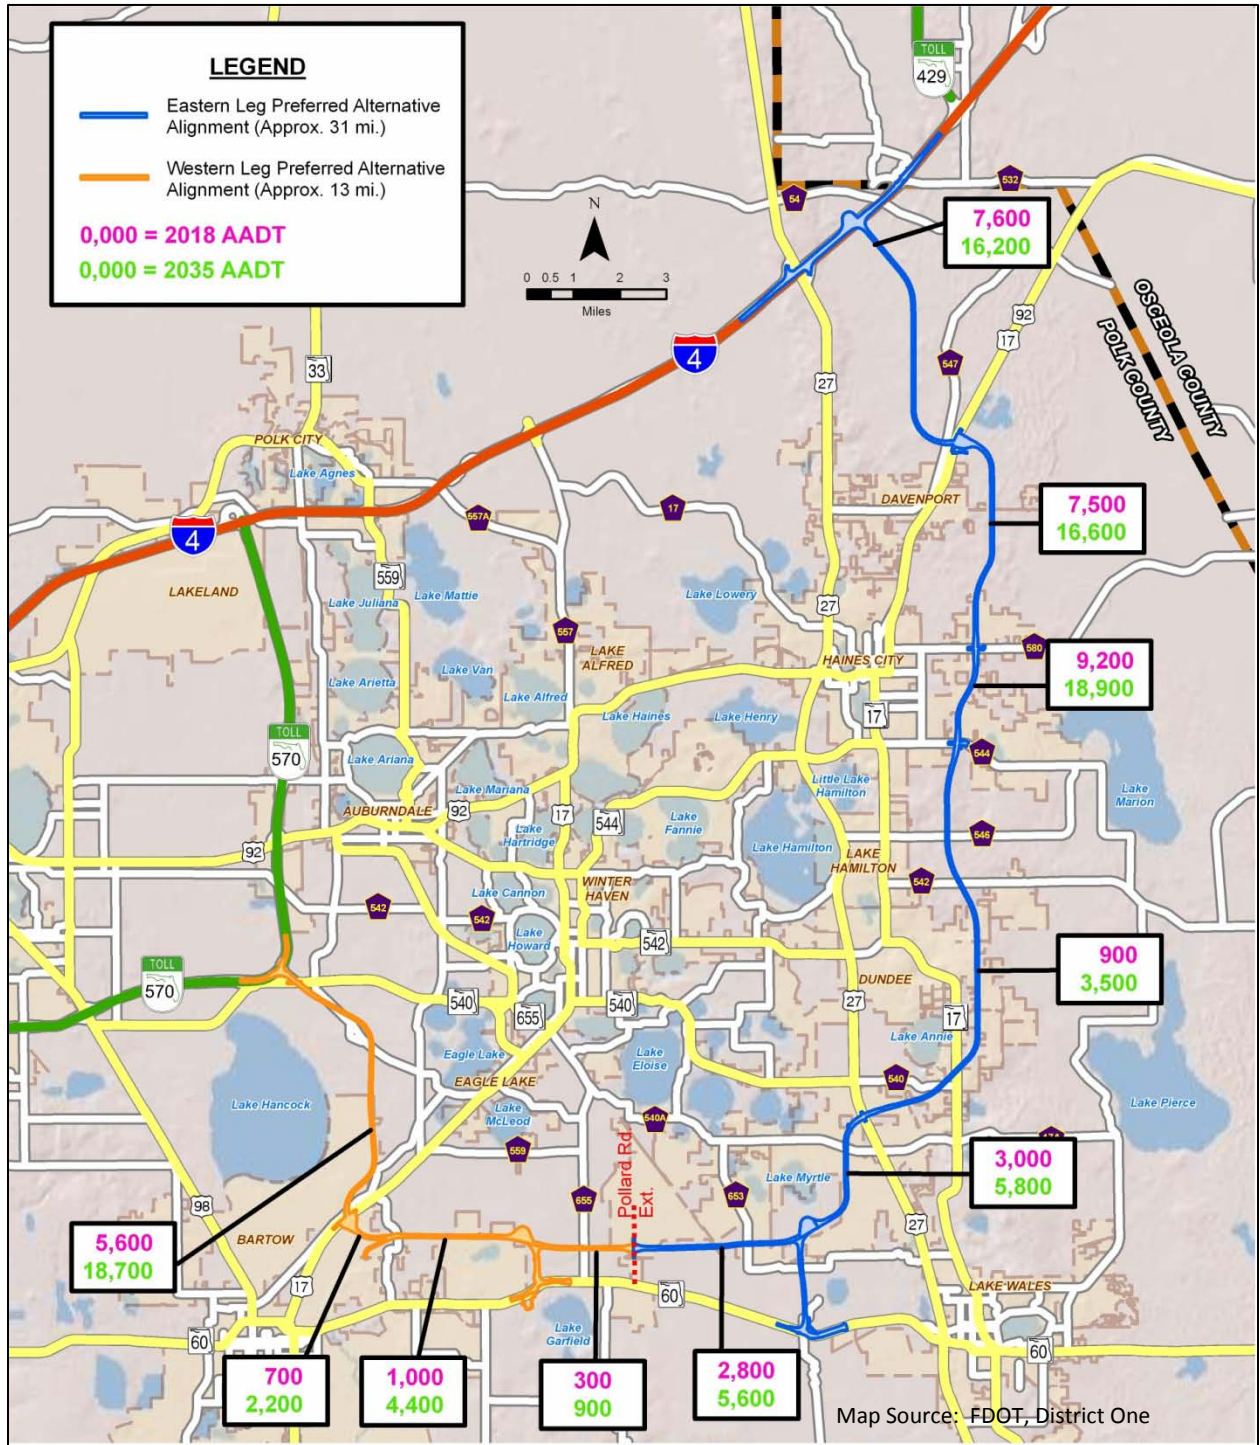 LEGEND
Eastern Leg Preferred Alternative
Alignment (Approx. 31 mi.)
Western Leg Preferred Alternative
Alignment (Approx. 13 mi.)
0,000 = 2018 AADT
0,000 = 2035 AADT
N
0 0.5 1 2 3
Miles
TOLL
429
532
54
7,600
16,200
OSCEOLA COUNTY
POLK COUNTY
92
17
4
27
547
33
POLK CITY
Lake Agnes
DAVENPORT
557A
17
7,500
16,600
4
LAKELAND
559
Lake Juliana
Lake Mattie
Lake Lowery
27
557
LAKE
ALFRED
HAINES CITY
580
9,200
18,900
Lake Van
Lake Arietta
Lake Alfred
Lake Haines
Lake Henry
17
TOLL
570
544
Lake Ariana
Lake Mariana
Little Lake
Hamilton
Lake
Marion
AUBURNDALE
92
17
544
Lake
Fannie
Lake
Hartridge
546
92
Lake Hamilton
LAKE
HAMILTON
WINTER
HAVEN
542
Lake Cannon
542
542
Lake
Howard
542
900
3,500
TOLL
570
DUNDEE
540
655
540
27
17
Lake Annie
Eagle Lake
EAGLE LAKE
Lake
Eloise
540
Lake Hancock
Lake
McLeod
540A
Lake Pierce
559
Pollard Rd.
Ext.
3,000
5,800
Lake Myrtle
98
655
653
BARTOW
27
5,600
18,700
17
60
LAKE WALES
60
Lake
Garfield
60
700
2,200
1,000
4,400
300
900
2,800
5,600
Map Source: FDOT, District One